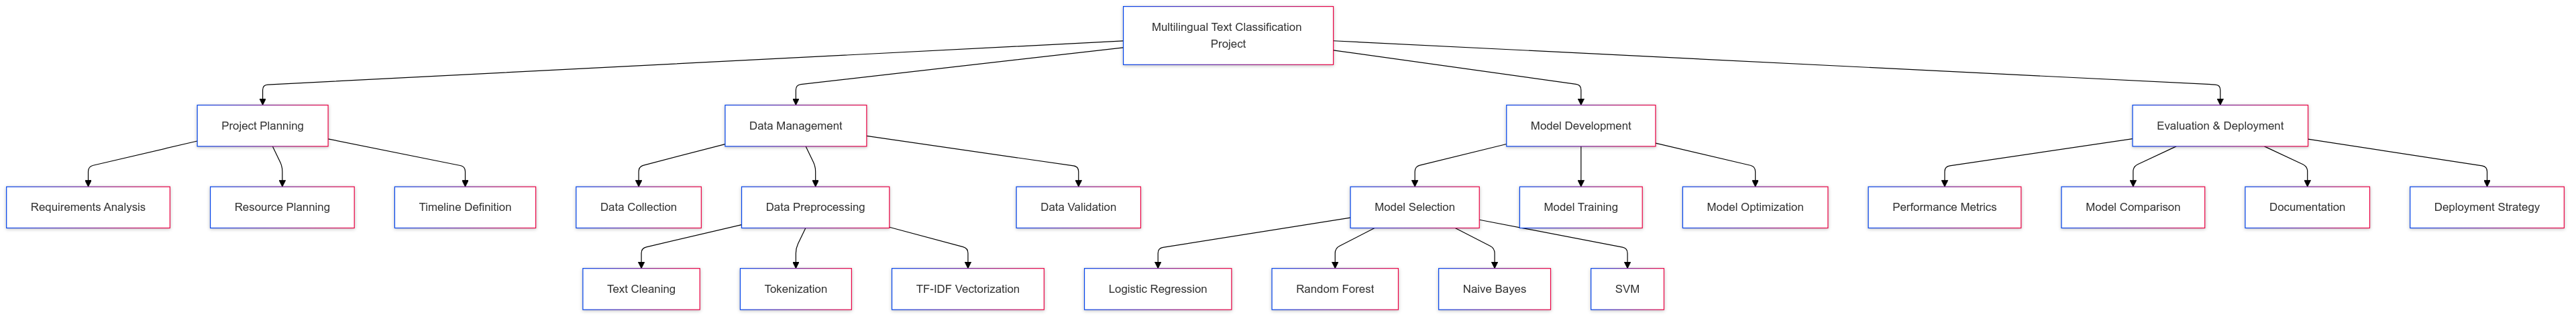 Multilingual Text Classification
Project
Project Planning
Data Management
Model Development
Evaluation & Deployment
Requirements Analysis
Resource Planning
Timeline Definition
Data Collection
Data Preprocessing
Data Validation
Model Selection
Model Training
Model Optimization
Performance Metrics
Model Comparison
Documentation
Deployment Strategy
Text Cleaning
Tokenization
TF-IDF Vectorization
Logistic Regression
Random Forest
Naive Bayes
SVM